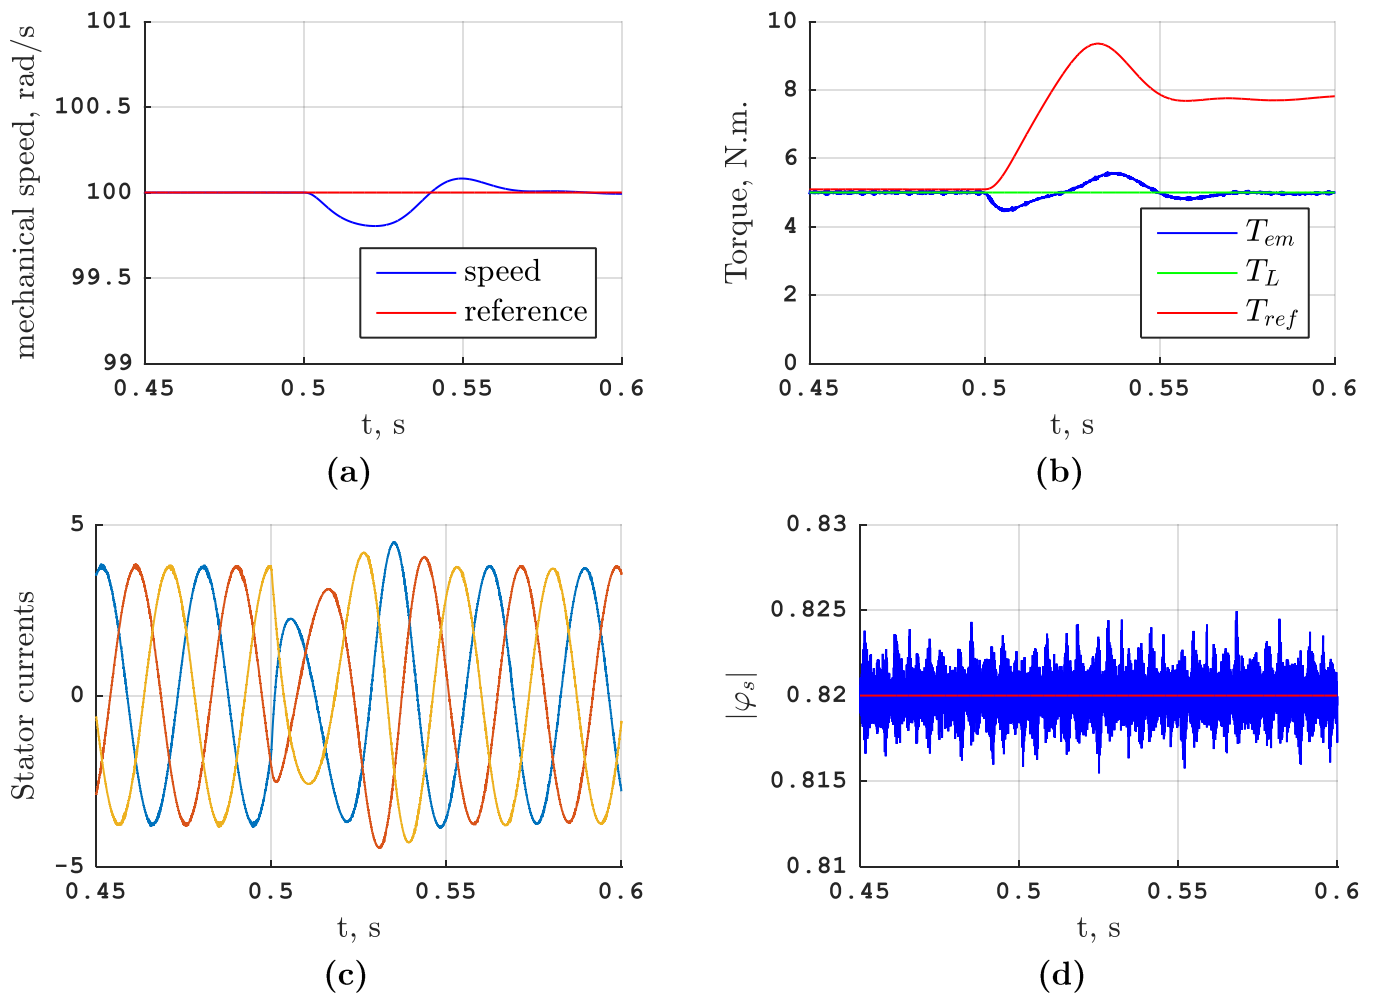 mechanical speed, rad/s
101
100.5
100
99.5
99
0.45 0.5 0.55 0.6
t, s
speed
reference
(a)
Torque, N.m.
10
8
6
4
2
0
0.45 0.5 0.55 0.6
t, s
T_em
T_L
T_ref
(b)
Stator currents
5
0
-5
0.45 0.5 0.55 0.6
t, s
(c)
|φ_s|
0.83
0.825
0.82
0.815
0.81
0.45 0.5 0.55 0.6
t, s
(d)